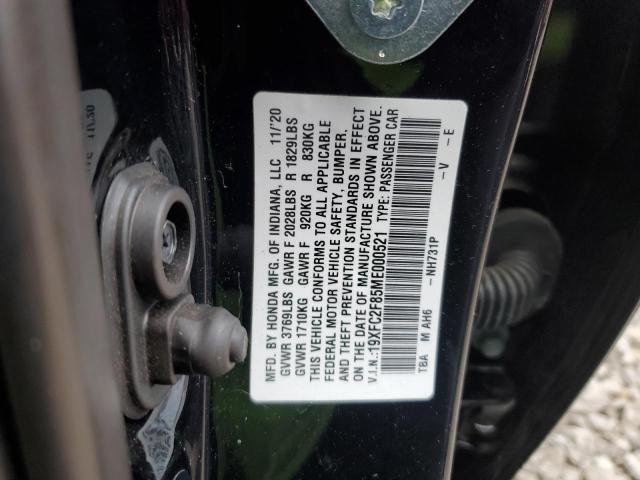 MFD. BY HONDA MFG. OF INDIANA, LLC 11/'20
GVWR 3769LBS GAWR F 2028LBS R 1829LBS
GVWR 1710KG GAWR F 920KG R 830KG
THIS VEHICLE CONFORMS TO ALL APPLICABLE
FEDERAL MOTOR VEHICLE SAFETY, BUMPER,
AND THEFT PREVENTION STANDARDS IN EFFECT
ON THE DATE OF MANUFACTURE SHOWN ABOVE.
V.I.N.:19XFC2F85ME000521 TYPE: PASSENGER CAR
TBA M AH6 -NH731P -V -E